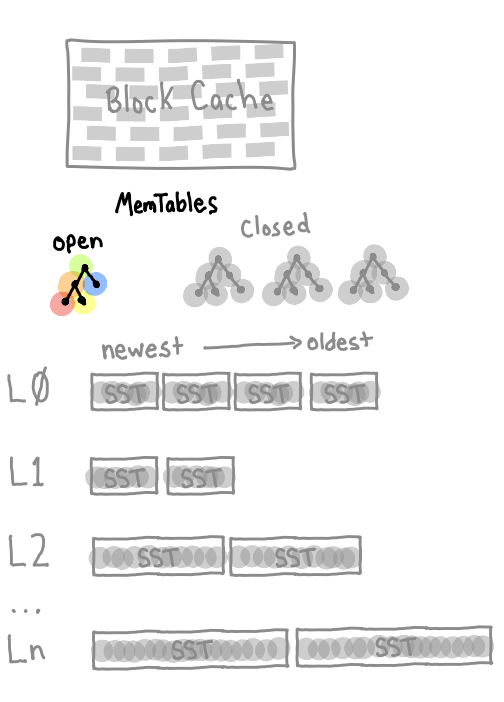 Block Cache
MemTables
open
Closed
newest → oldest
LØ SST SST SST SST
L1 SST SST
L2 SST SST
...
Ln SST SST